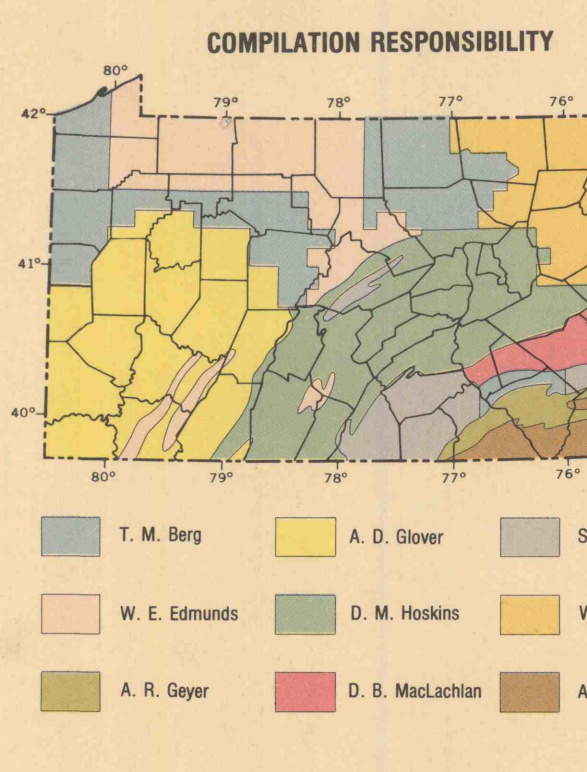 COMPILATION RESPONSIBILITY
80°
79° 78° 77° 76°
42°
41°
40°
80° 79° 78° 77° 76°
T. M. Berg
A. D. Glover
S
W. E. Edmunds
D. M. Hoskins
W
A. R. Geyer
D. B. MacLachlan
A